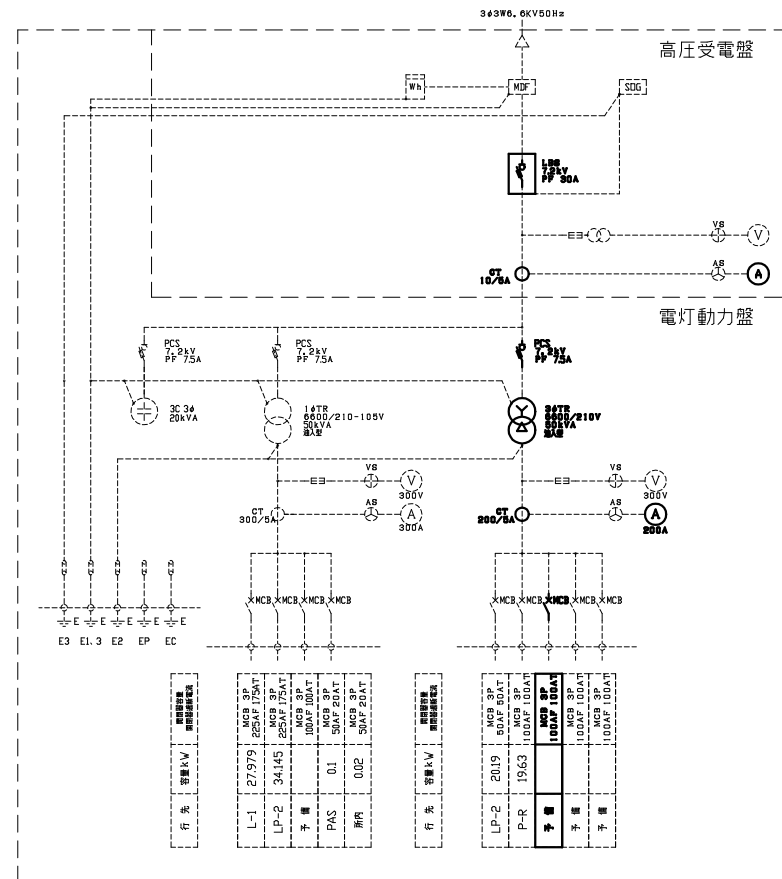 3φ3W6.6KV50Hz
高圧受電盤
Wh
MDF
SOG
LBS
7.2kV
PF 30A
VS
V
CT
10/5A
AS
A
電灯動力盤
PCS
7.2kV
PF 7.5A
PCS
7.2kV
PF 7.5A
PCS
7.2kV
PF 7.5A
3C 3φ
20kVA
1φTR
6600/210-105V
50kVA
油入型
3φTR
6600/210V
50kVA
油入型
VS
V
300V
CT
300/5A
AS
A
300A
VS
V
300V
CT
200/5A
AS
A
200A
MCB
MCB
MCB
MCB
MCB
MCB
MCB
MCB
MCB
E
E
E
E
E
E3
E1.3
E2
EP
EC
容量kW
行先
MCB 3P
225AF 175AT
27.979
L-1
MCB 3P
225AF 175AT
34.145
LP-2
MCB 3P
100AF 100AT
予備
MCB 3P
50AF 20AT
0.1
PAS
MCB 3P
50AF 20AT
0.02
所内
容量kW
行先
MCB 3P
50AF 50AT
20.19
LP-2
MCB 3P
100AF 100AT
19.63
P-R
MCB 3P
100AF 100AT
予備
MCB 3P
100AF 100AT
予備
MCB 3P
100AF 100AT
予備